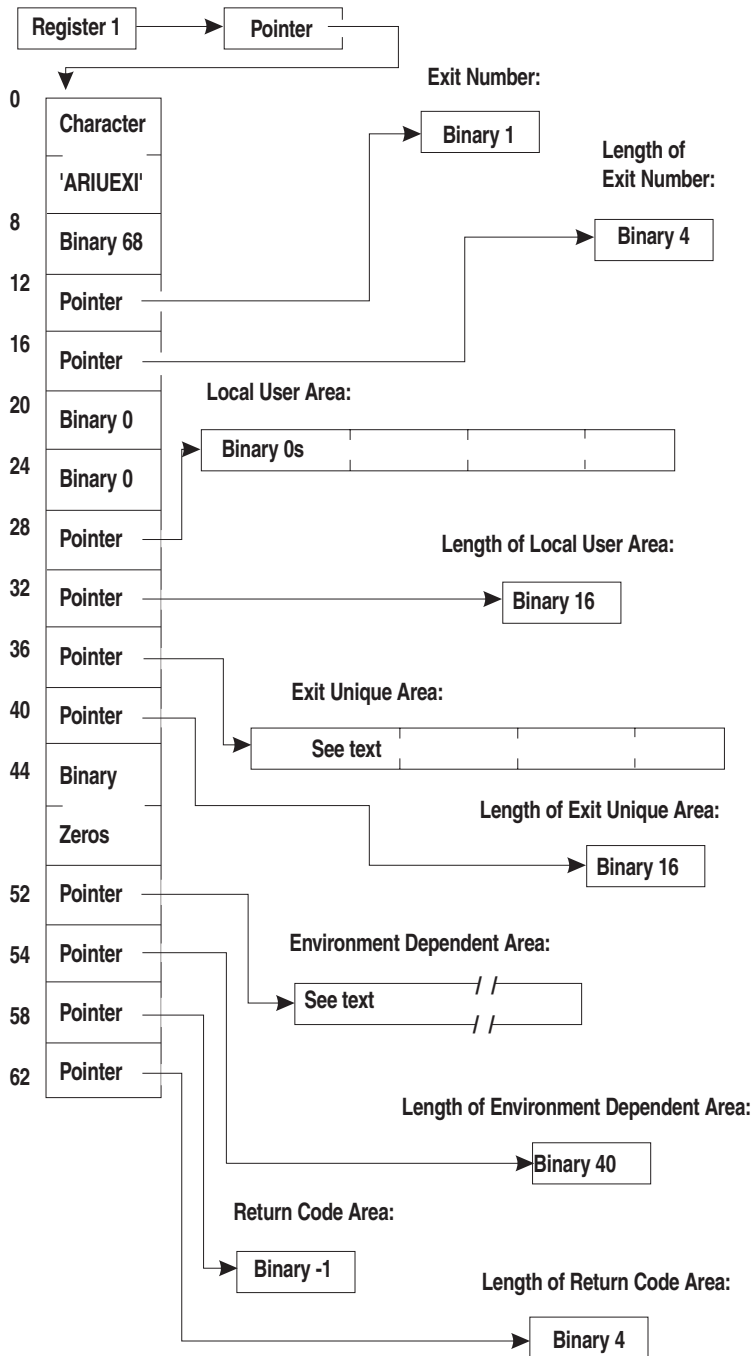 Register 1
Pointer
0
Character
Exit Number:
Binary 1
Length of
Exit Number:
'ARIUEXI'
8
Binary 68
Binary 4
12
Pointer
16
Pointer
20
Binary 0
Local User Area:
Binary 0s
24
Binary 0
28
Pointer
Length of Local User Area:
32
Pointer
Binary 16
36
Pointer
Exit Unique Area:
40
Pointer
See text
44
Binary
Zeros
Length of Exit Unique Area:
Binary 16
52
Pointer
Environment Dependent Area:
54
Pointer
See text
/ /
/ /
58
Pointer
62
Pointer
Length of Environment Dependent Area:
Binary 40
Return Code Area:
Binary -1
Length of Return Code Area:
Binary 4